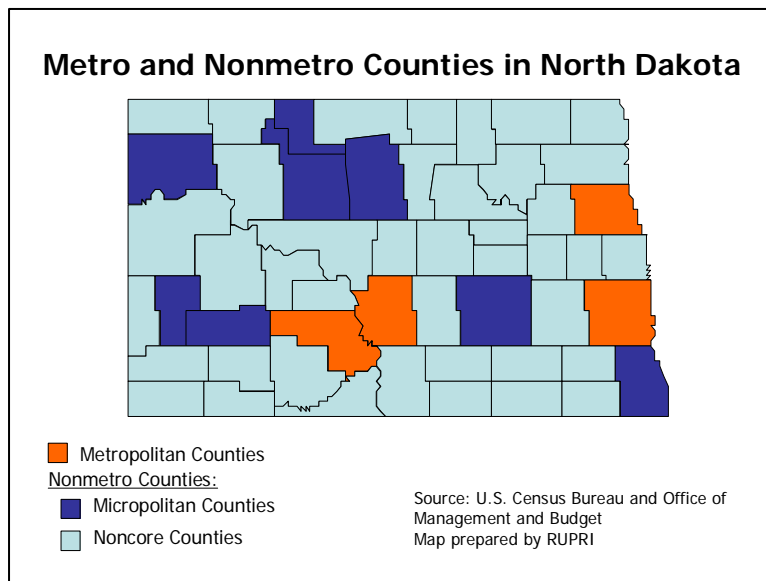 Metro and Nonmetro Counties in North Dakota
Metropolitan Counties
Nonmetro Counties:
Micropolitan Counties
Noncore Counties
Source: U.S. Census Bureau and Office of
Management and Budget
Map prepared by RUPRI